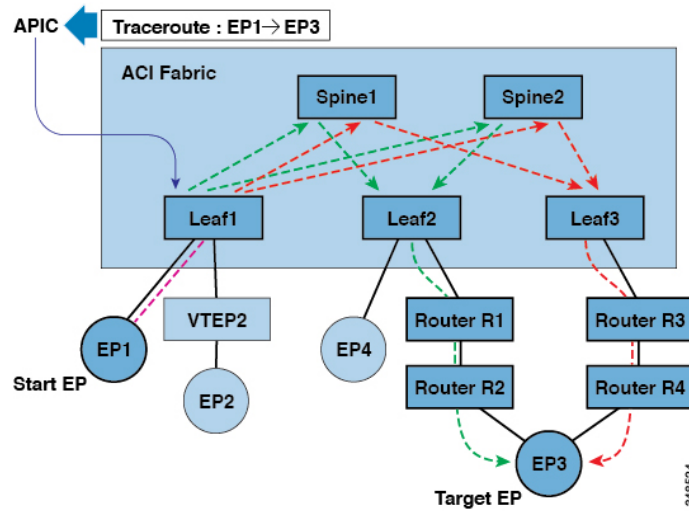 APIC
Traceroute : EP1→ EP3
ACI Fabric
Spine1
Spine2
Leaf1
Leaf2
Leaf3
VTEP2
Router R1
Router R3
EP1
EP4
Start EP
EP2
Router R2
Router R4
EP3
Target EP